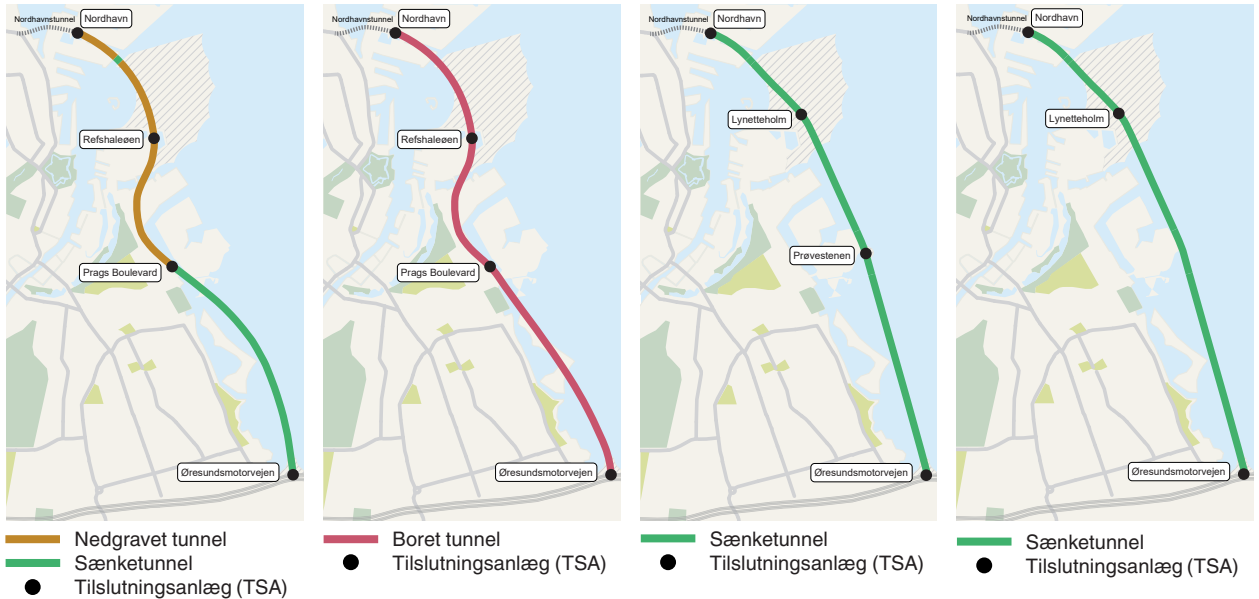 Nordhavnstunnel
Nordhavn
Refshaleøen
Prags Boulevard
Øresundsmotorvejen
Nedgravet tunnel
Sænketunnel
Tilslutningsanlæg (TSA)
Nordhavnstunnel
Nordhavn
Refshaleøen
Prags Boulevard
Øresundsmotorvejen
Boret tunnel
Tilslutningsanlæg (TSA)
Nordhavnstunnel
Nordhavn
Lynetteholm
Prøvestenen
Øresundsmotorvejen
Sænketunnel
Tilslutningsanlæg (TSA)
Nordhavnstunnel
Nordhavn
Lynetteholm
Øresundsmotorvejen
Sænketunnel
Tilslutningsanlæg (TSA)